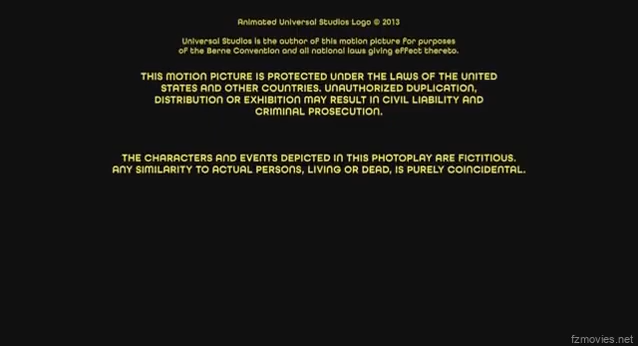 Animated Universal Studios Logo © 2013
Universal Studios is the author of this motion picture for purposes
of the Berne Convention and all national laws giving effect thereto.
THIS MOTION PICTURE IS PROTECTED UNDER THE LAWS OF THE UNITED
STATES AND OTHER COUNTRIES. UNAUTHORIZED DUPLICATION,
DISTRIBUTION OR EXHIBITION MAY RESULT IN CIVIL LIABILITY AND
CRIMINAL PROSECUTION.
THE CHARACTERS AND EVENTS DEPICTED IN THIS PHOTOPLAY ARE FICTITIOUS.
ANY SIMILARITY TO ACTUAL PERSONS, LIVING OR DEAD, IS PURELY COINCIDENTAL.
fzmovies.net